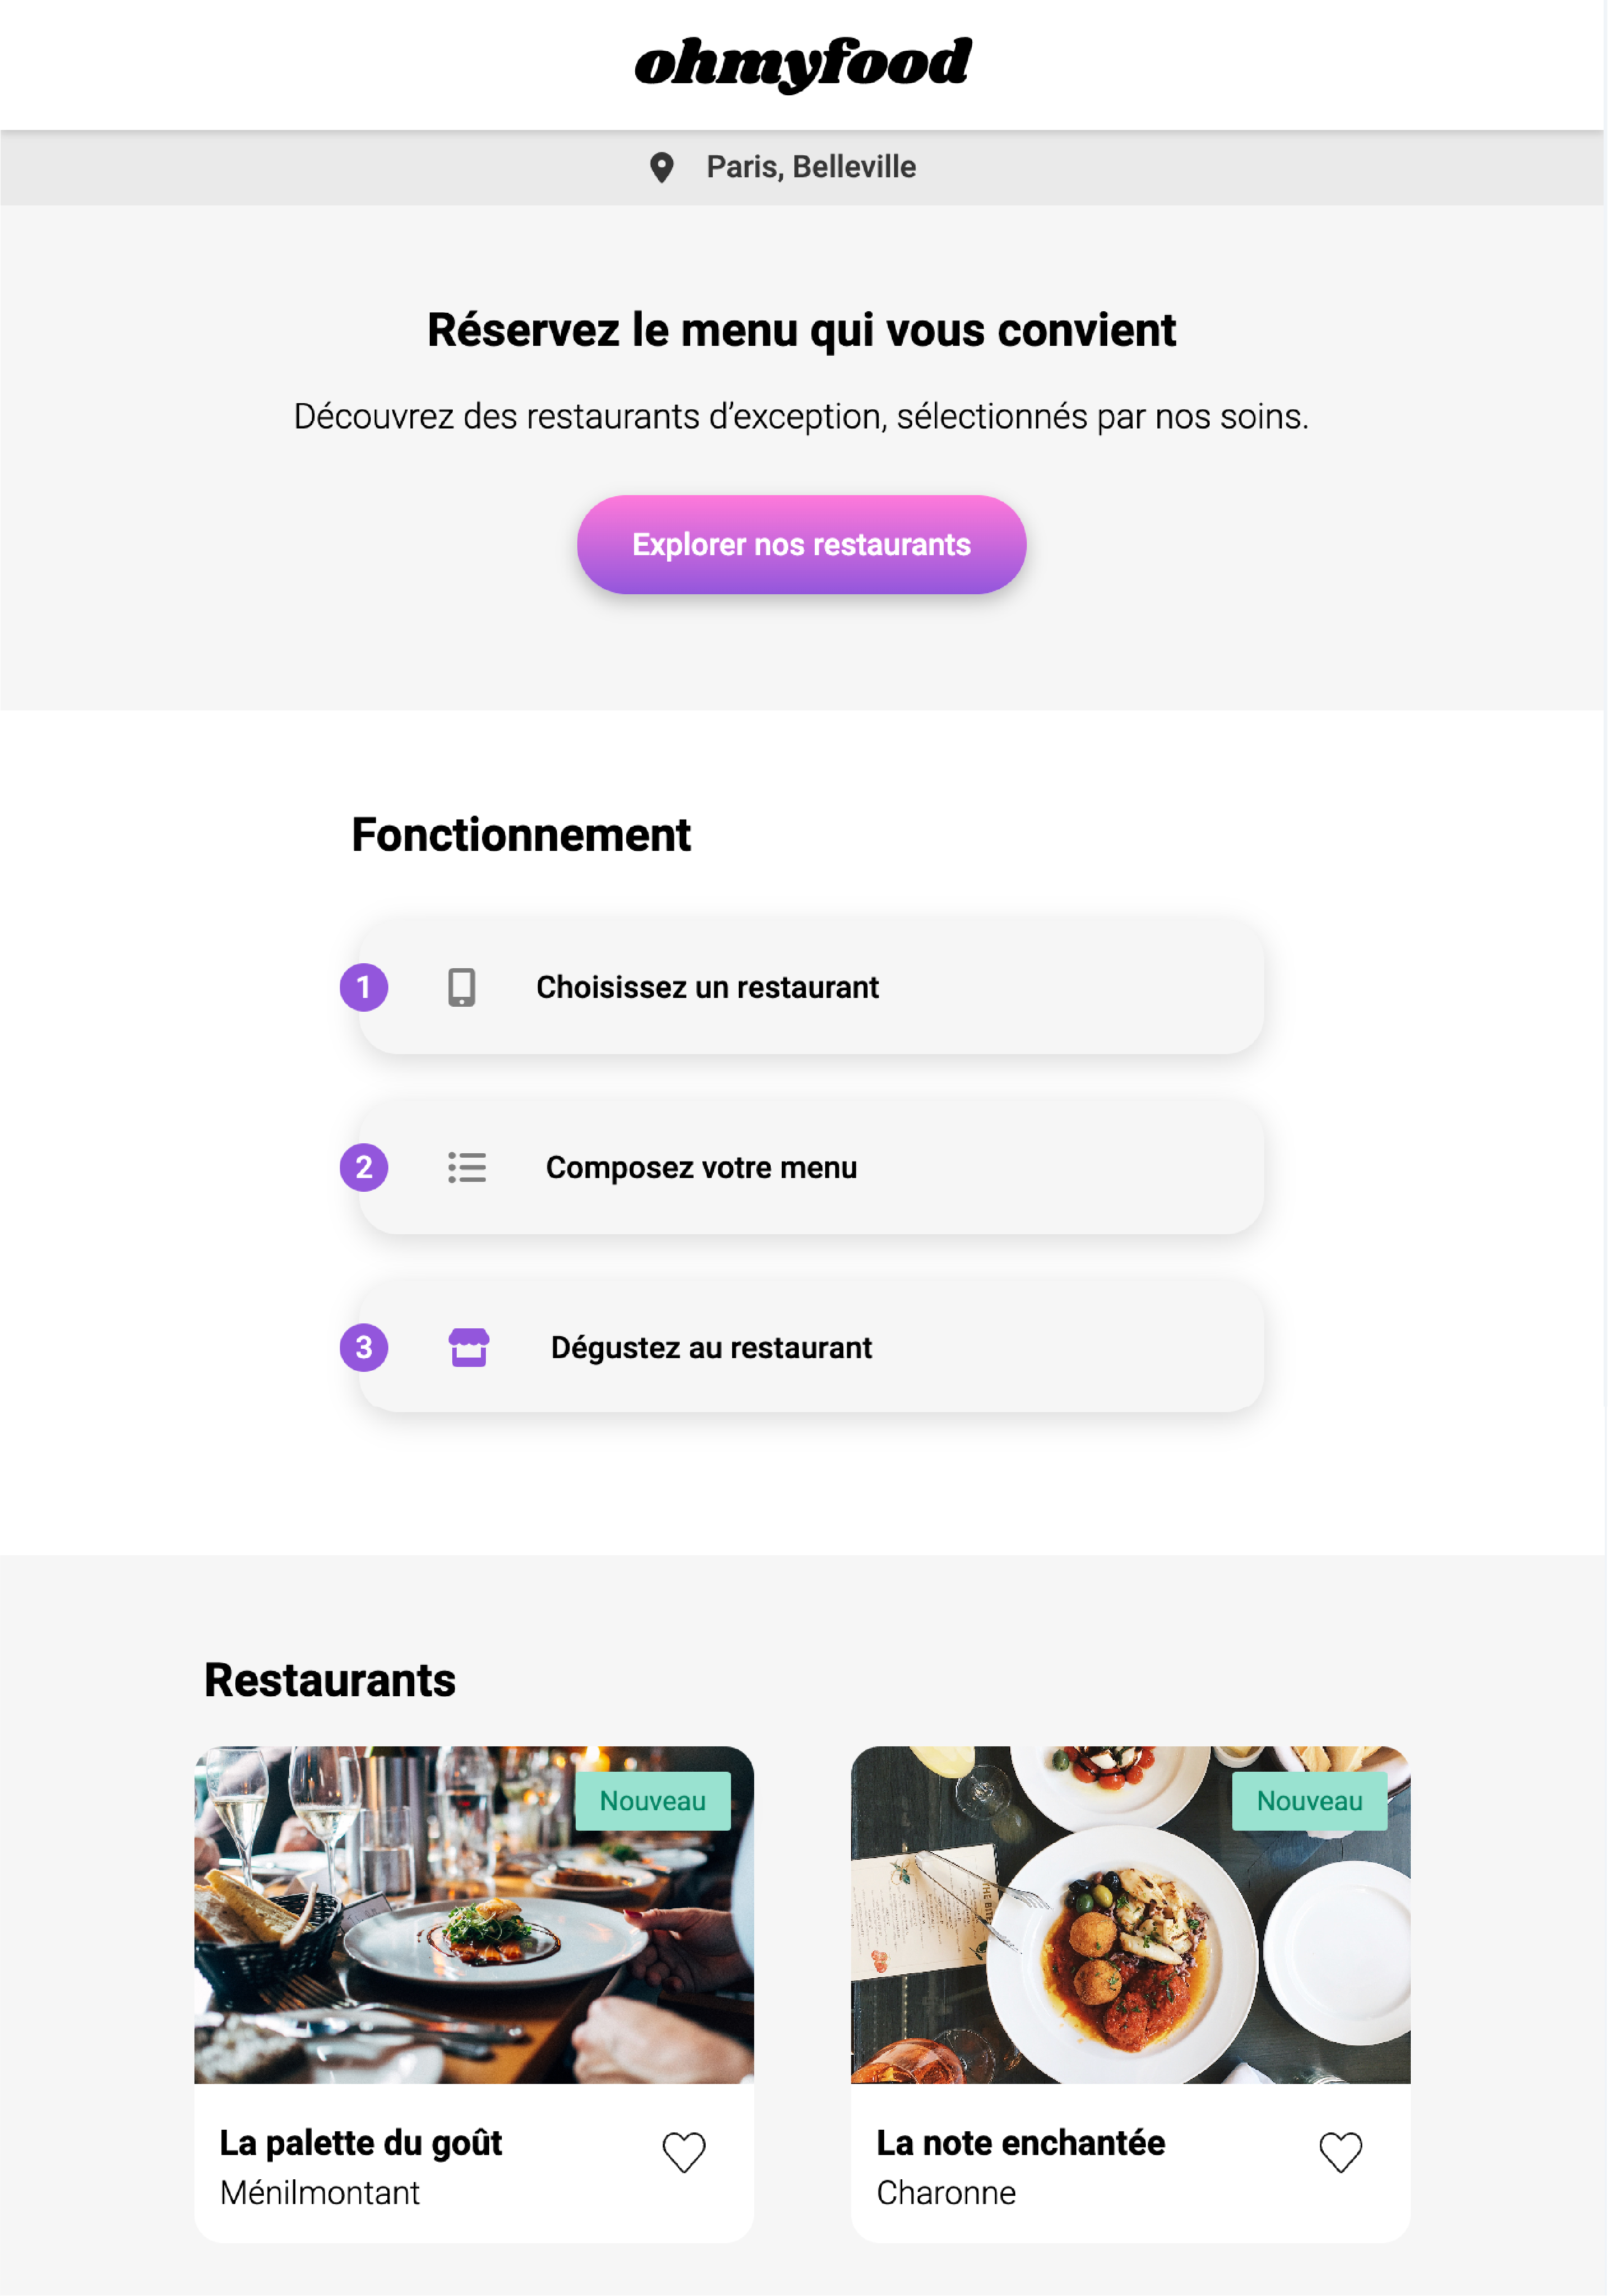 ohmyfood
Paris, Belleville
Réservez le menu qui vous convient
Découvrez des restaurants d’exception, sélectionnés par nos soins.
Explorer nos restaurants
Fonctionnement
1 Choisissez un restaurant
2 Composez votre menu
3 Dégustez au restaurant
Restaurants
Nouveau
La palette du goût
Ménilmontant
Nouveau
La note enchantée
Charonne